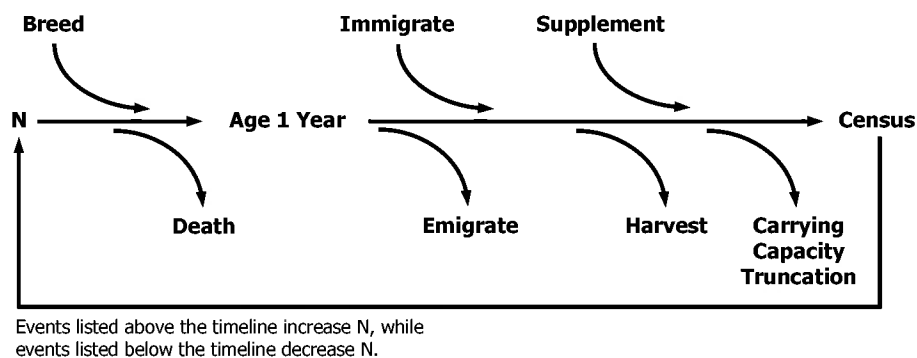 Breed
Immigrate
Supplement
N
Age 1 Year
Census
Death
Emigrate
Harvest
Carrying
Capacity
Truncation
Events listed above the timeline increase N, while
events listed below the timeline decrease N.